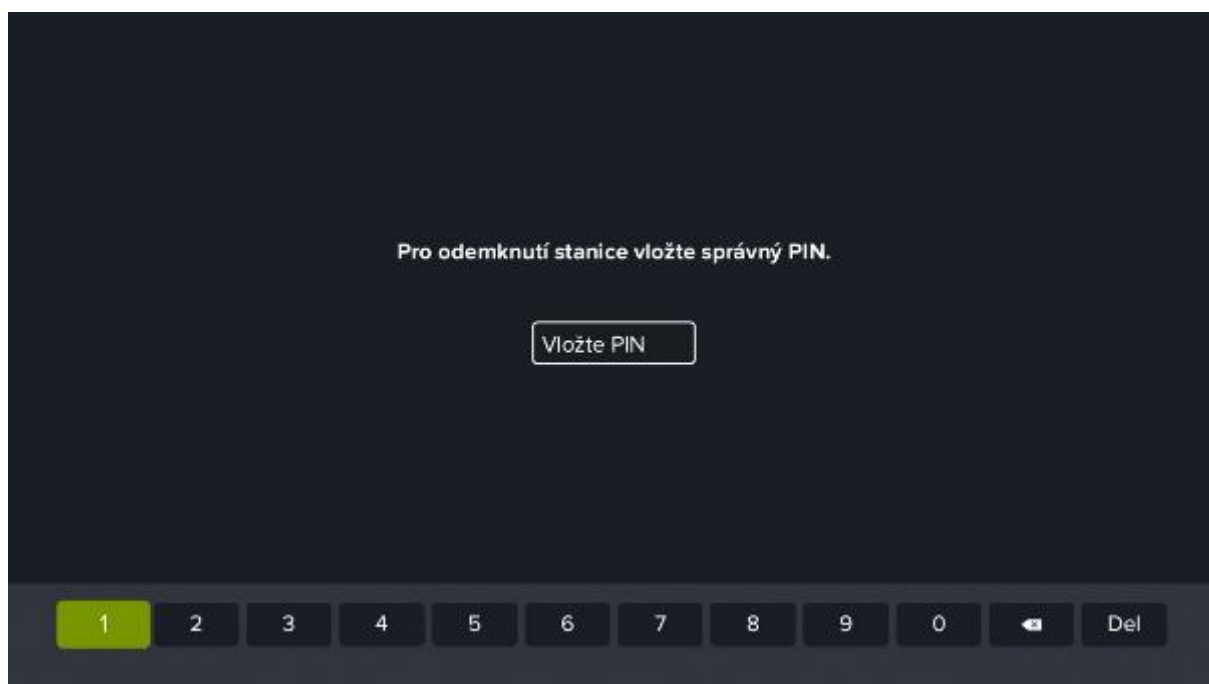 Pro odemknutí stanice vložte správný PIN.
Vložte PIN
1 2 3 4 5 6 7 8 9 0 Del